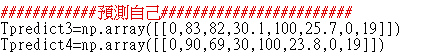 ############預測自己########################
Tpredict3=np.array([[0,83,82,30.1,100,25.7,0,19]])
Tpredict4=np.array([[0,90,69,30,100,23.8,0,19]])